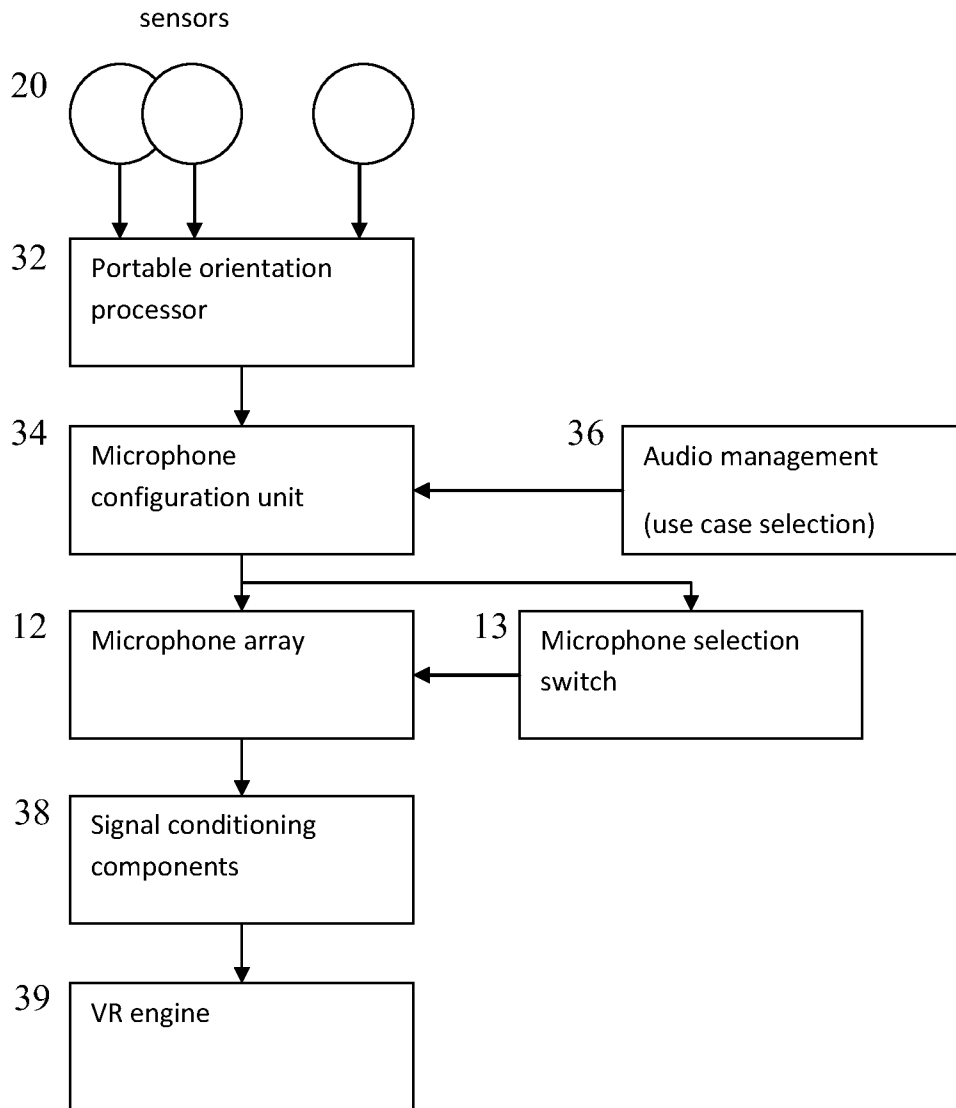 sensors
20
32
Portable orientation
processor
34
Microphone
configuration unit
36
Audio management
(use case selection)
12
Microphone array
13
Microphone selection
switch
38
Signal conditioning
components
39
VR engine